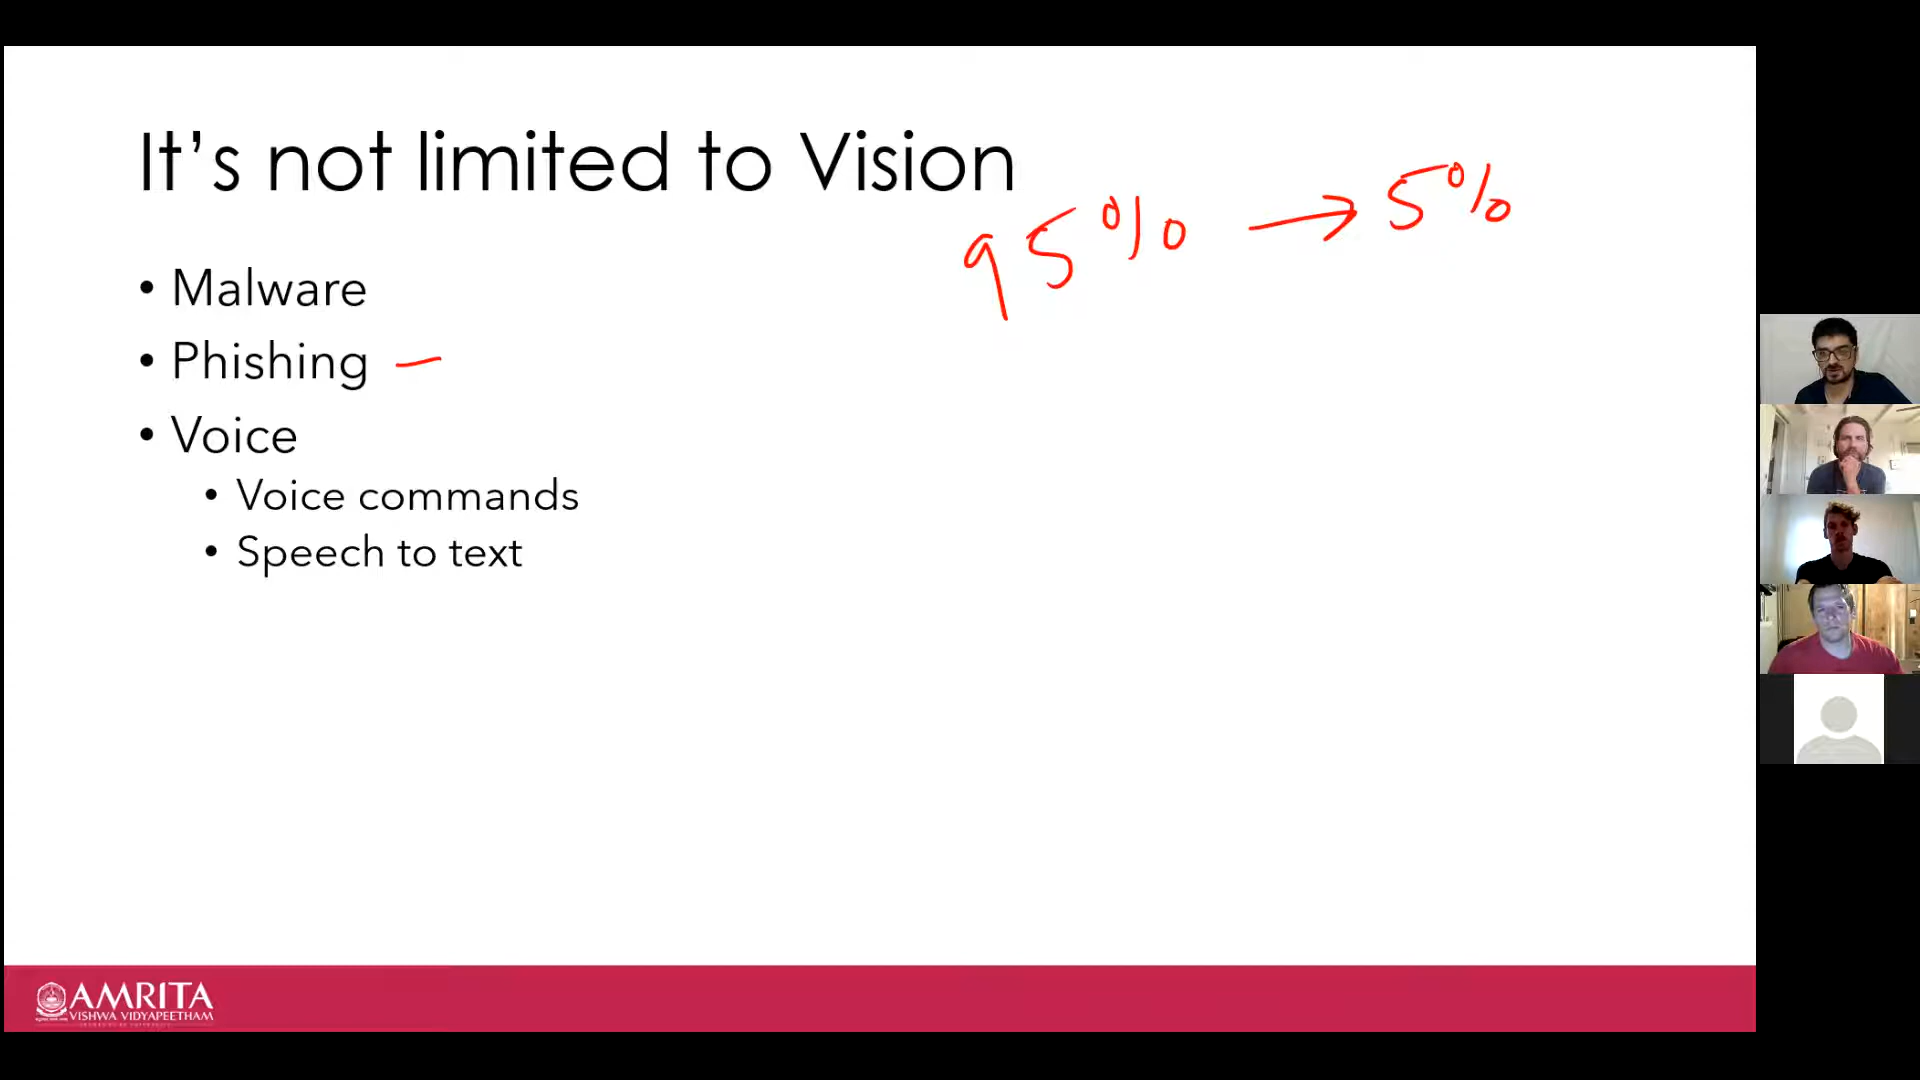 It's not limited to Vision
95% → 5%
• Malware
• Phishing —
• Voice
• Voice commands
• Speech to text
AMRITA
VISHWA VIDYAPEETHAM